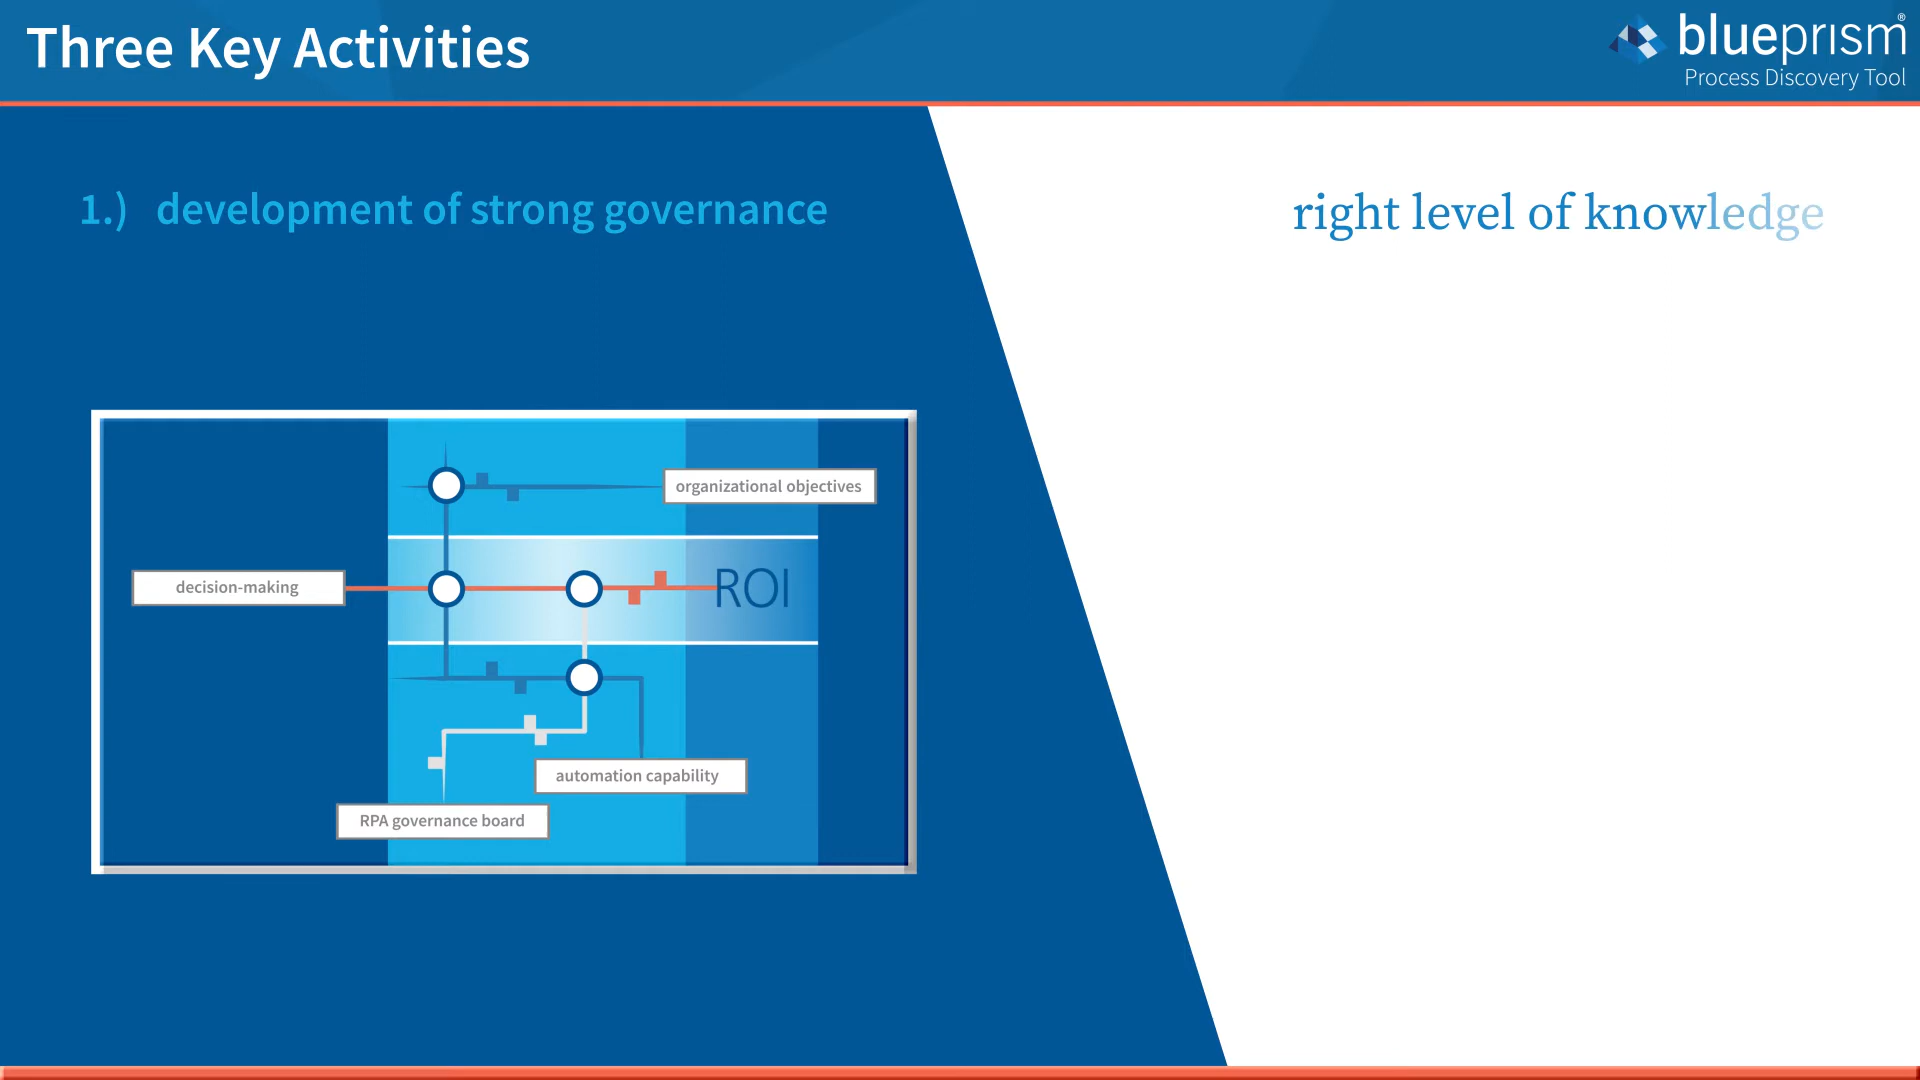 Three Key Activities
blueprism®
Process Discovery Tool
1.) development of strong governance
right level of knowledge
organizational objectives
decision-making
ROI
automation capability
RPA governance board